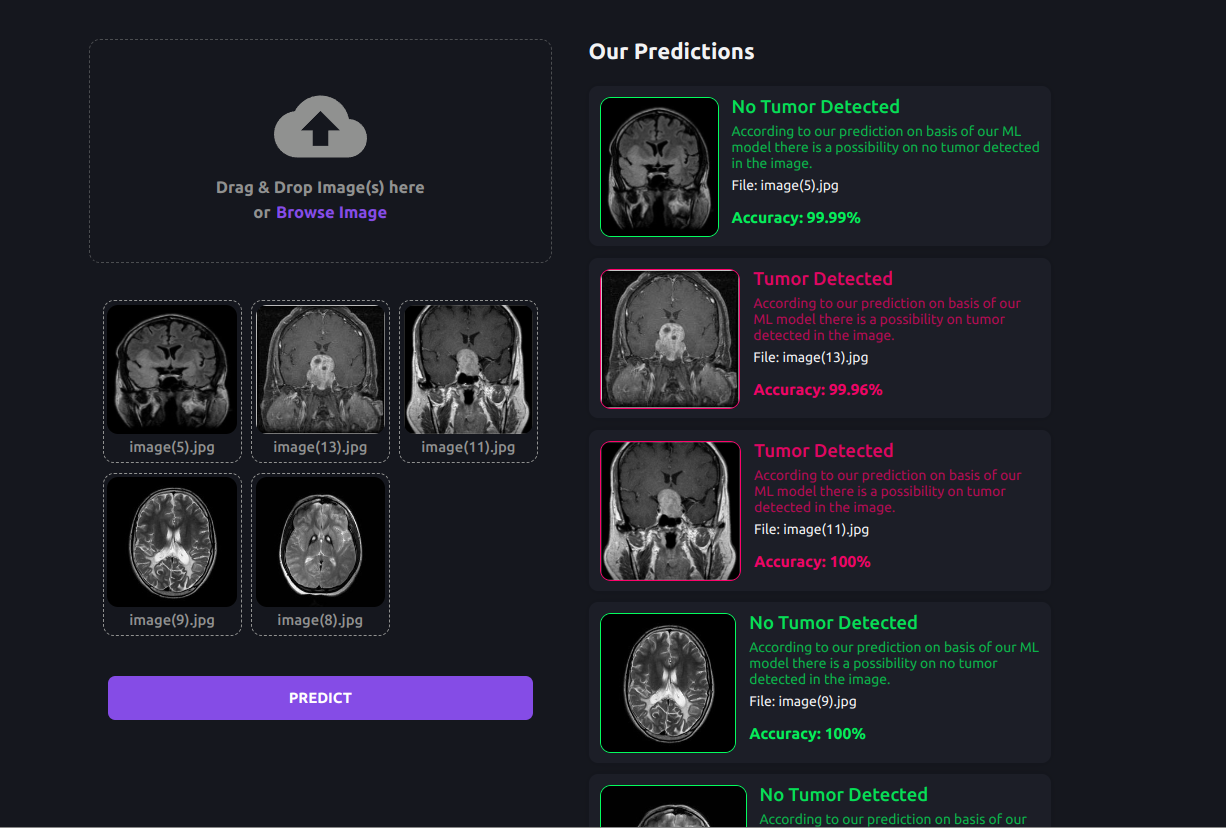 Drag & Drop Image(s) here
or Browse Image
image(5).jpg
image(13).jpg
image(11).jpg
image(9).jpg
image(8).jpg
PREDICT
Our Predictions
No Tumor Detected
According to our prediction on basis of our ML
model there is a possibility on no tumor detected
in the image.
File: image(5).jpg
Accuracy: 99.99%
Tumor Detected
According to our prediction on basis of our
ML model there is a possibility on tumor
detected in the image.
File: image(13).jpg
Accuracy: 99.96%
Tumor Detected
According to our prediction on basis of our
ML model there is a possibility on tumor
detected in the image.
File: image(11).jpg
Accuracy: 100%
No Tumor Detected
According to our prediction on basis of our ML
model there is a possibility on no tumor
detected in the image.
File: image(9).jpg
Accuracy: 100%
No Tumor Detected
According to our prediction on basis of our